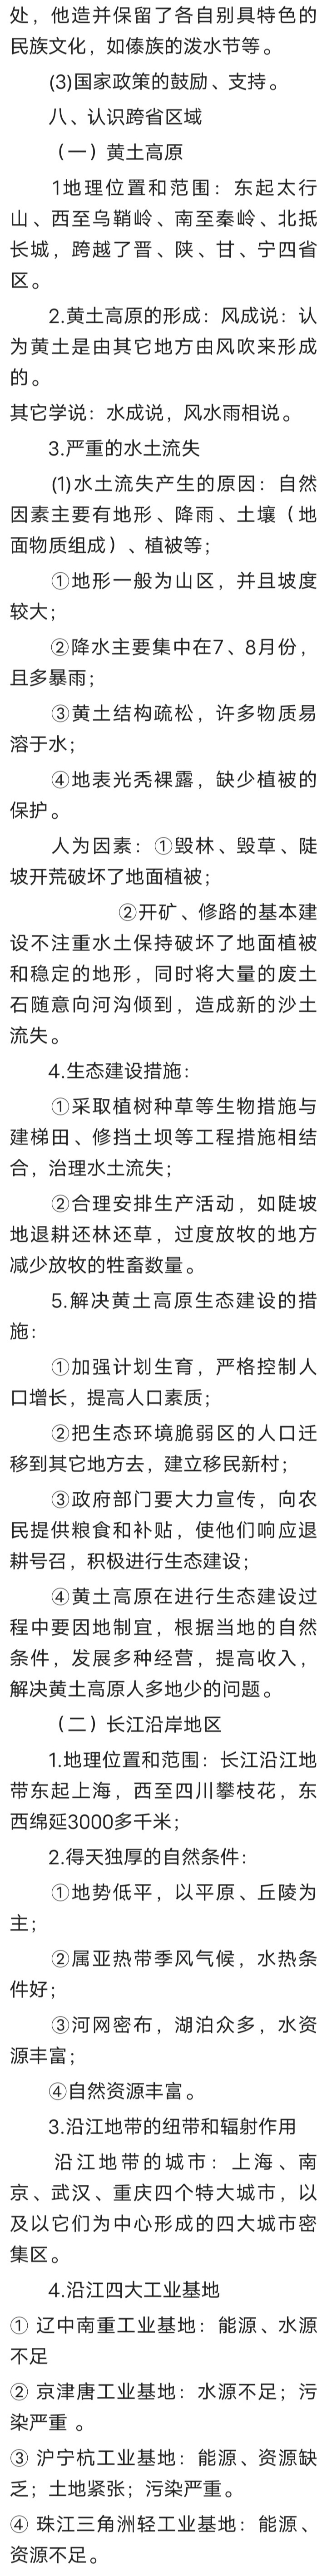 处，他造并保留了各自别具特色的
民族文化，如傣族的泼水节等。
(3)国家政策的鼓励、支持。
八、认识跨省区域
（一）黄土高原
1地理位置和范围：东起太行
山、西至乌鞘岭、南至秦岭、北抵
长城，跨越了晋、陕、甘、宁四省
区。
2.黄土高原的形成：风成说：认
为黄土是由其它地方由风吹来形成
的。
其它学说：水成说，风水雨相说。
3.严重的水土流失
(1)水土流失产生的原因：自然
因素主要有地形、降雨、土壤（地
面物质组成）、植被等；
①地形一般为山区，并且坡度
较大；
②降水主要集中在7、8月份，
且多暴雨；
③黄土结构疏松，许多物质易
溶于水；
④地表光秃裸露，缺少植被的
保护。
人为因素：①毁林、毁草、陡
坡开荒破坏了地面植被；
②开矿、修路的基本建
设不注重水土保持破坏了地面植被
和稳定的地形，同时将大量的废土
石随意向河沟倾到，造成新的沙土
流失。
4.生态建设措施：
①采取植树种草等生物措施与
建梯田、修挡土坝等工程措施相结
合，治理水土流失；
②合理安排生产活动，如陡坡
地退耕还林还草，过度放牧的地方
减少放牧的牲畜数量。
5.解决黄土高原生态建设的措
施：
①加强计划生育，严格控制人
口增长，提高人口素质；
②把生态环境脆弱区的人口迁
移到其它地方去，建立移民新村；
③政府部门要大力宣传，向农
民提供粮食和补贴，使他们响应退
耕号召，积极进行生态建设；
④黄土高原在进行生态建设过
程中要因地制宜，根据当地的自然
条件，发展多种经营，提高收入，
解决黄土高原人多地少的问题。
（二）长江沿岸地区
1.地理位置和范围：长江沿江地
带东起上海，西至四川攀枝花，东
西绵延3000多千米；
2.得天独厚的自然条件：
①地势低平，以平原、丘陵为
主；
②属亚热带季风气候，水热条
件好；
③河网密布，湖泊众多，水资
源丰富；
④自然资源丰富。
3.沿江地带的纽带和辐射作用
沿江地带的城市：上海、南
京、武汉、重庆四个特大城市，以
及以它们为中心形成的四大城市密
集区。
4.沿江四大工业基地
① 辽中南重工业基地：能源、水源
不足
② 京津唐工业基地：水源不足；污
染严重 。
③ 沪宁杭工业基地：能源、资源缺
乏；土地紧张；污染严重。
④ 珠江三角洲轻工业基地：能源、
资源不足。